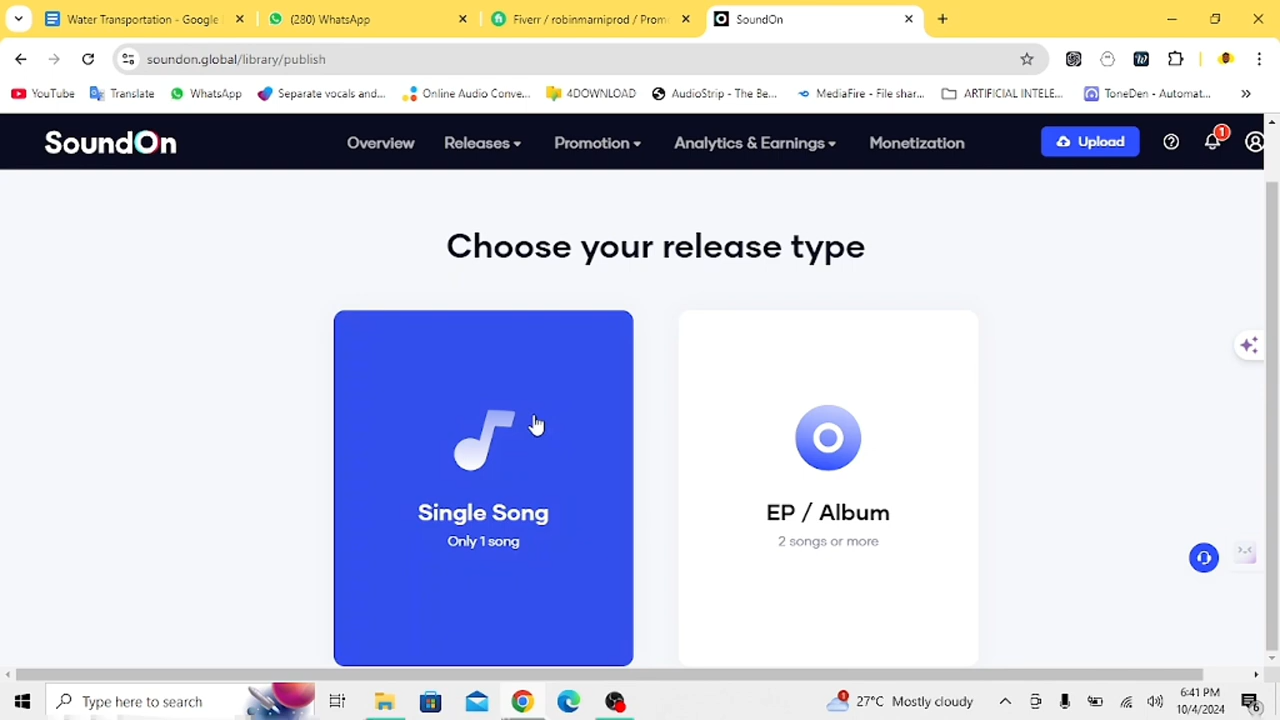 Water Transportation - Google
(280) WhatsApp
Fiverr / robinmarniprod / Prom
SoundOn
soundon.global/library/publish
YouTube
Translate
WhatsApp
Separate vocals and...
Online Audio Conve...
4DOWNLOAD
AudioStrip - The Be...
MediaFire - File shar...
ARTIFICIAL INTELE...
ToneDen - Automat...
SoundOn
Overview
Releases
Promotion
Analytics & Earnings
Monetization
Upload
1
Choose your release type
Single Song
Only 1 song
EP / Album
2 songs or more
Type here to search
1
27°C Mostly cloudy
6:41 PM
10/4/2024
6